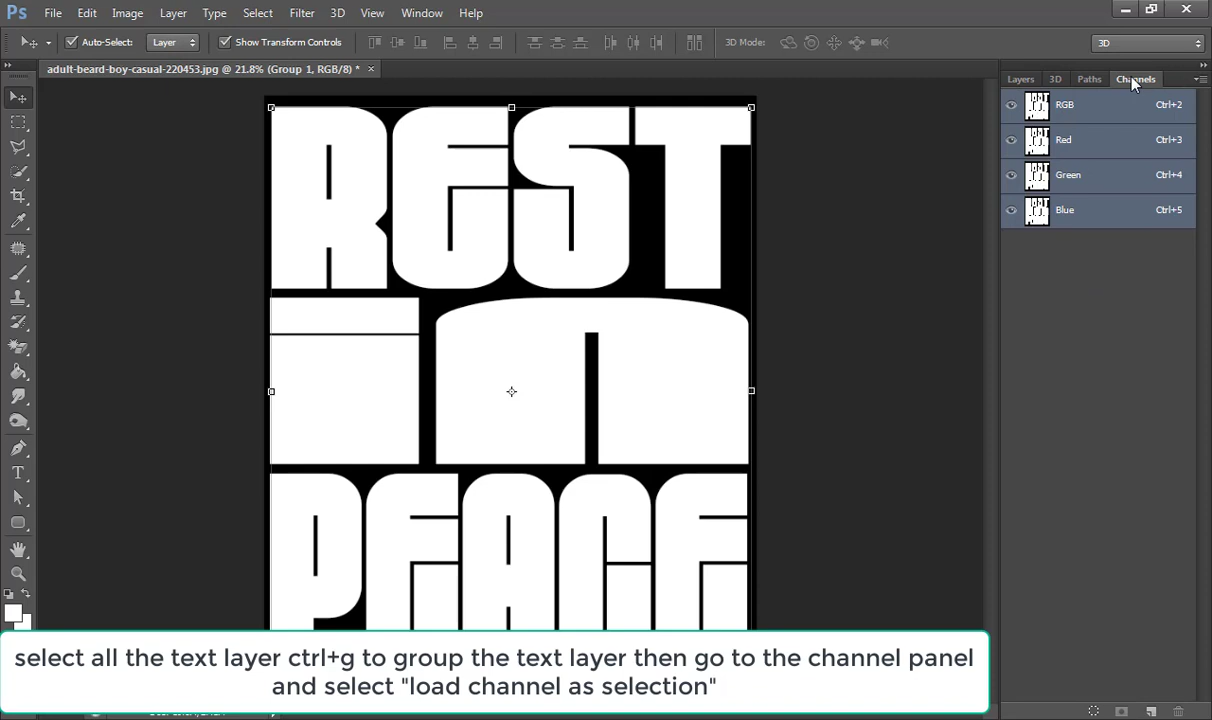 Ps File Edit Image Layer Type Select Filter 3D View Window Help
Auto-Select: Layer Show Transform Controls 3D Mode: 3D
adult-beard-boy-casual-220453.jpg @ 21.8% (Group 1, RGB/8) * ×
Layers 3D Paths Channels
RGB Ctrl+2
Red Ctrl+3
Green Ctrl+4
Blue Ctrl+5
REST
in
PEACE
select all the text layer ctrl+g to group the text layer then go to the channel panel
and select "load channel as selection"